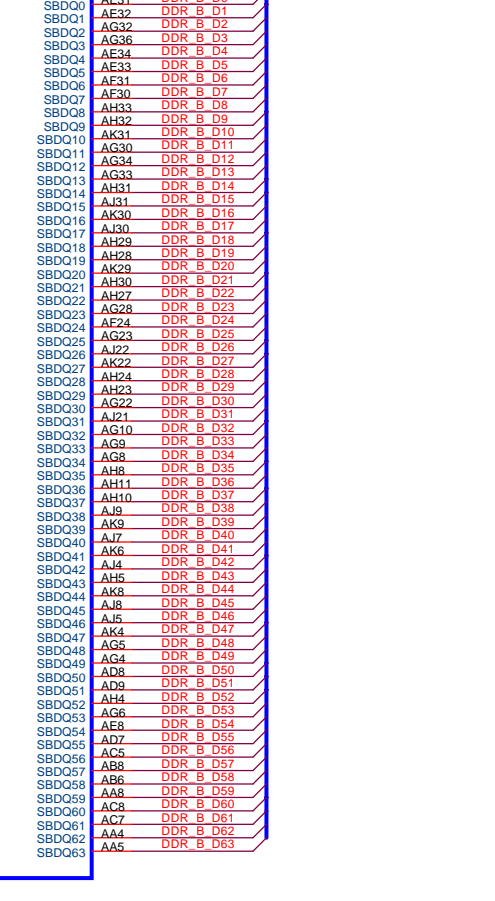 SBDQ0
SBDQ1 AE32 DDR_B_D1
SBDQ2 AG32 DDR_B_D2
SBDQ3 AG36 DDR_B_D3
SBDQ4 AE34 DDR_B_D4
SBDQ5 AE33 DDR_B_D5
SBDQ6 AF31 DDR_B_D6
SBDQ7 AF30 DDR_B_D7
SBDQ8 AH33 DDR_B_D8
SBDQ9 AH32 DDR_B_D9
SBDQ10 AK31 DDR_B_D10
SBDQ11 AG30 DDR_B_D11
SBDQ12 AG34 DDR_B_D12
SBDQ13 AG33 DDR_B_D13
SBDQ14 AH31 DDR_B_D14
SBDQ15 AJ31 DDR_B_D15
SBDQ16 AK30 DDR_B_D16
SBDQ17 AJ30 DDR_B_D17
SBDQ18 AH29 DDR_B_D18
SBDQ19 AH28 DDR_B_D19
SBDQ20 AK29 DDR_B_D20
SBDQ21 AH30 DDR_B_D21
SBDQ22 AH27 DDR_B_D22
SBDQ23 AG28 DDR_B_D23
SBDQ24 AF24 DDR_B_D24
SBDQ25 AG23 DDR_B_D25
SBDQ26 AJ22 DDR_B_D26
SBDQ27 AK22 DDR_B_D27
SBDQ28 AH24 DDR_B_D28
SBDQ29 AH23 DDR_B_D29
SBDQ30 AG22 DDR_B_D30
SBDQ31 AJ21 DDR_B_D31
SBDQ32 AG10 DDR_B_D32
SBDQ33 AG9 DDR_B_D33
SBDQ34 AG8 DDR_B_D34
SBDQ35 AH8 DDR_B_D35
SBDQ36 AH11 DDR_B_D36
SBDQ37 AH10 DDR_B_D37
SBDQ38 AJ9 DDR_B_D38
SBDQ39 AK9 DDR_B_D39
SBDQ40 AJ7 DDR_B_D40
SBDQ41 AK6 DDR_B_D41
SBDQ42 AJ4 DDR_B_D42
SBDQ43 AH5 DDR_B_D43
SBDQ44 AK8 DDR_B_D44
SBDQ45 AJ8 DDR_B_D45
SBDQ46 AJ5 DDR_B_D46
SBDQ47 AK4 DDR_B_D47
SBDQ48 AG5 DDR_B_D48
SBDQ49 AG4 DDR_B_D49
SBDQ50 AD8 DDR_B_D50
SBDQ51 AD9 DDR_B_D51
SBDQ52 AH4 DDR_B_D52
SBDQ53 AG6 DDR_B_D53
SBDQ54 AE8 DDR_B_D54
SBDQ55 AD7 DDR_B_D55
SBDQ56 AC5 DDR_B_D56
SBDQ57 AB8 DDR_B_D57
SBDQ58 AB6 DDR_B_D58
SBDQ59 AA8 DDR_B_D59
SBDQ60 AC8 DDR_B_D60
SBDQ61 AC7 DDR_B_D61
SBDQ62 AA4 DDR_B_D62
SBDQ63 AA5 DDR_B_D63